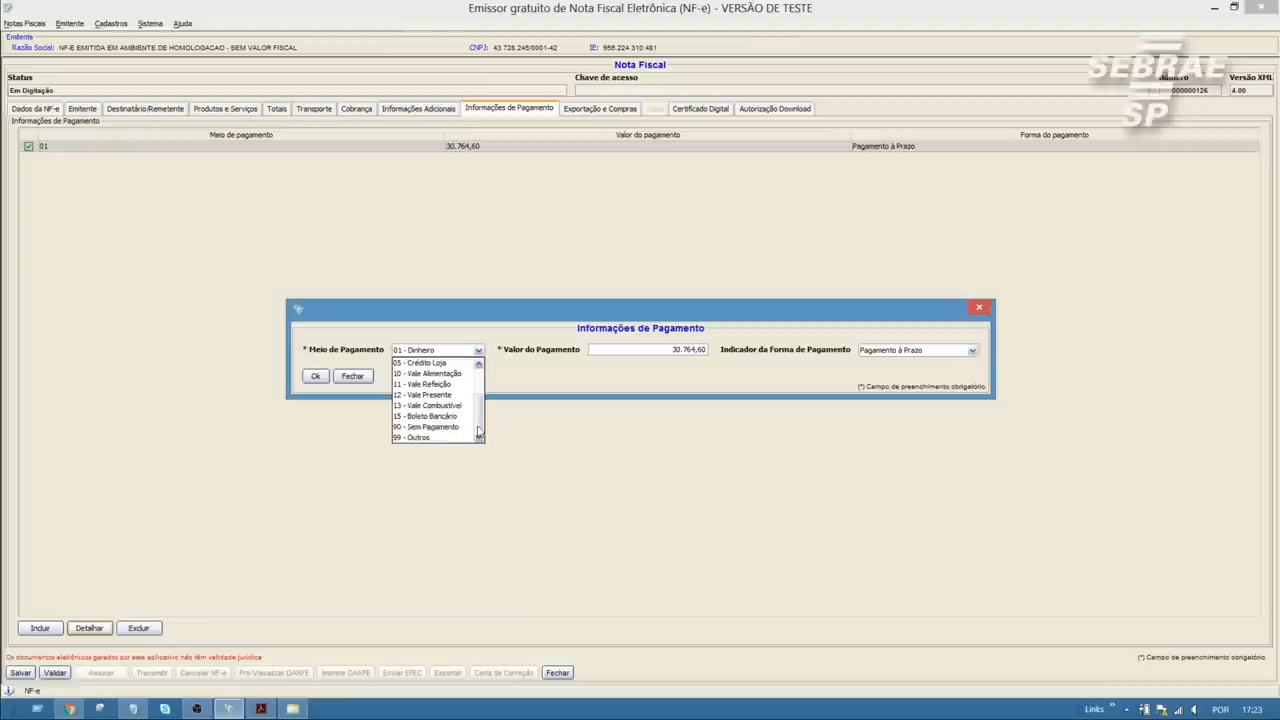 Emissor gratuito de Nota Fiscal Eletrônica (NF-e) - VERSÃO DE TESTE
Notas Fiscais Emitente Cadastros Sistema Ajuda
Emitente
Razão Social: NF-E EMITIDA EM AMBIENTE DE HOMOLOGACAO - SEM VALOR FISCAL CNPJ: 43.728.245/0001-42 IE: 956.224.310.481
Nota Fiscal
SEBRAE
SP
Status Chave de acesso Versão XML
Em Digitação 000000126 4.00
Dados da NF-e Emitente Destinatário/Remetente Produtos e Serviços Totais Transporte Cobrança Informações Adicionais Informações de Pagamento Exportação e Compras Certificado Digital Autorização Download
Informações de Pagamento
Meio de pagamento Valor do pagamento Forma do pagamento
01 30.764,60 Pagamento à Prazo
Informações de Pagamento
* Meio de Pagamento 01 - Dinheiro * Valor do Pagamento 30.764,60 Indicador da Forma de Pagamento Pagamento à Prazo
05 - Crédito Loja
10 - Vale Alimentação
11 - Vale Refeição
12 - Vale Presente
13 - Vale Combustível
15 - Boleto Bancário
90 - Sem Pagamento
99 - Outros
Ok Fechar
(*) Campo de preenchimento obrigatório
Incluir Detalhar Excluir
Os documentos eletrônicos gerados por esse aplicativo não têm validade jurídica (*) Campo de preenchimento obrigatório.
Salvar Validar Assinar Transmitir Cancelar NF-e Pre-Visualizar DANFE Imprimir DANFE Enviar EPEC Exportar Carta de Correção Fechar
NF-e
Links POR 17:23